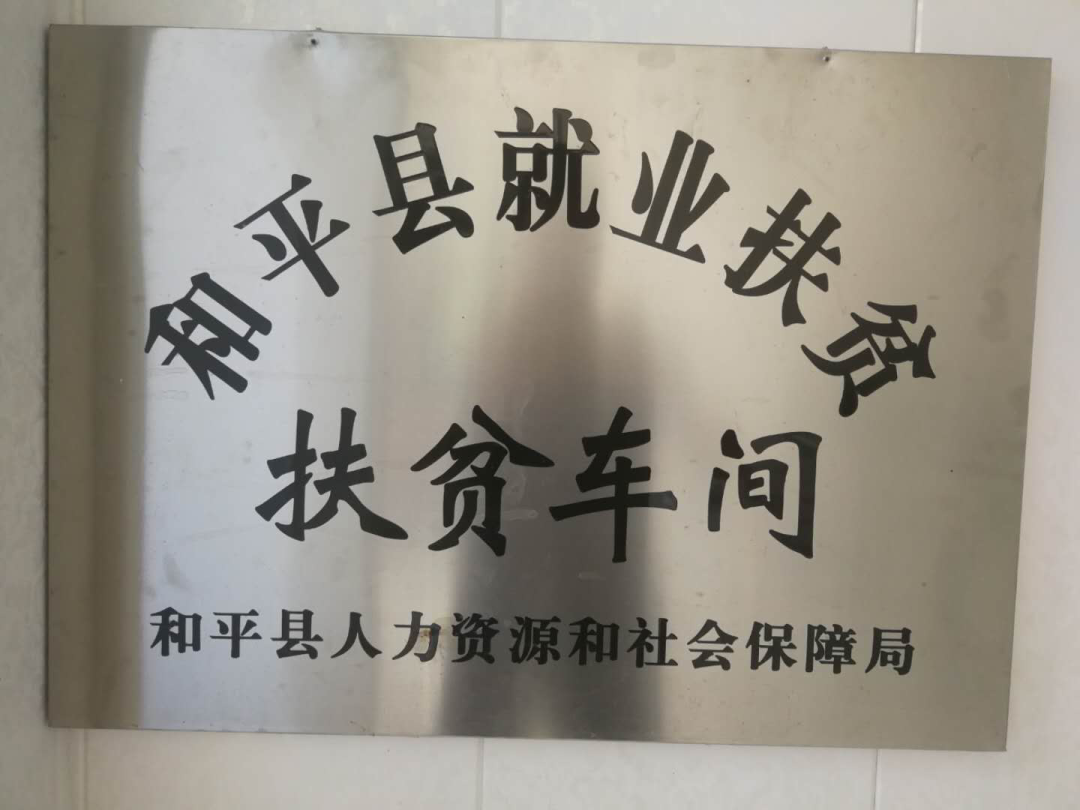 和平县就业扶贫
扶贫车间
和平县人力资源和社会保障局